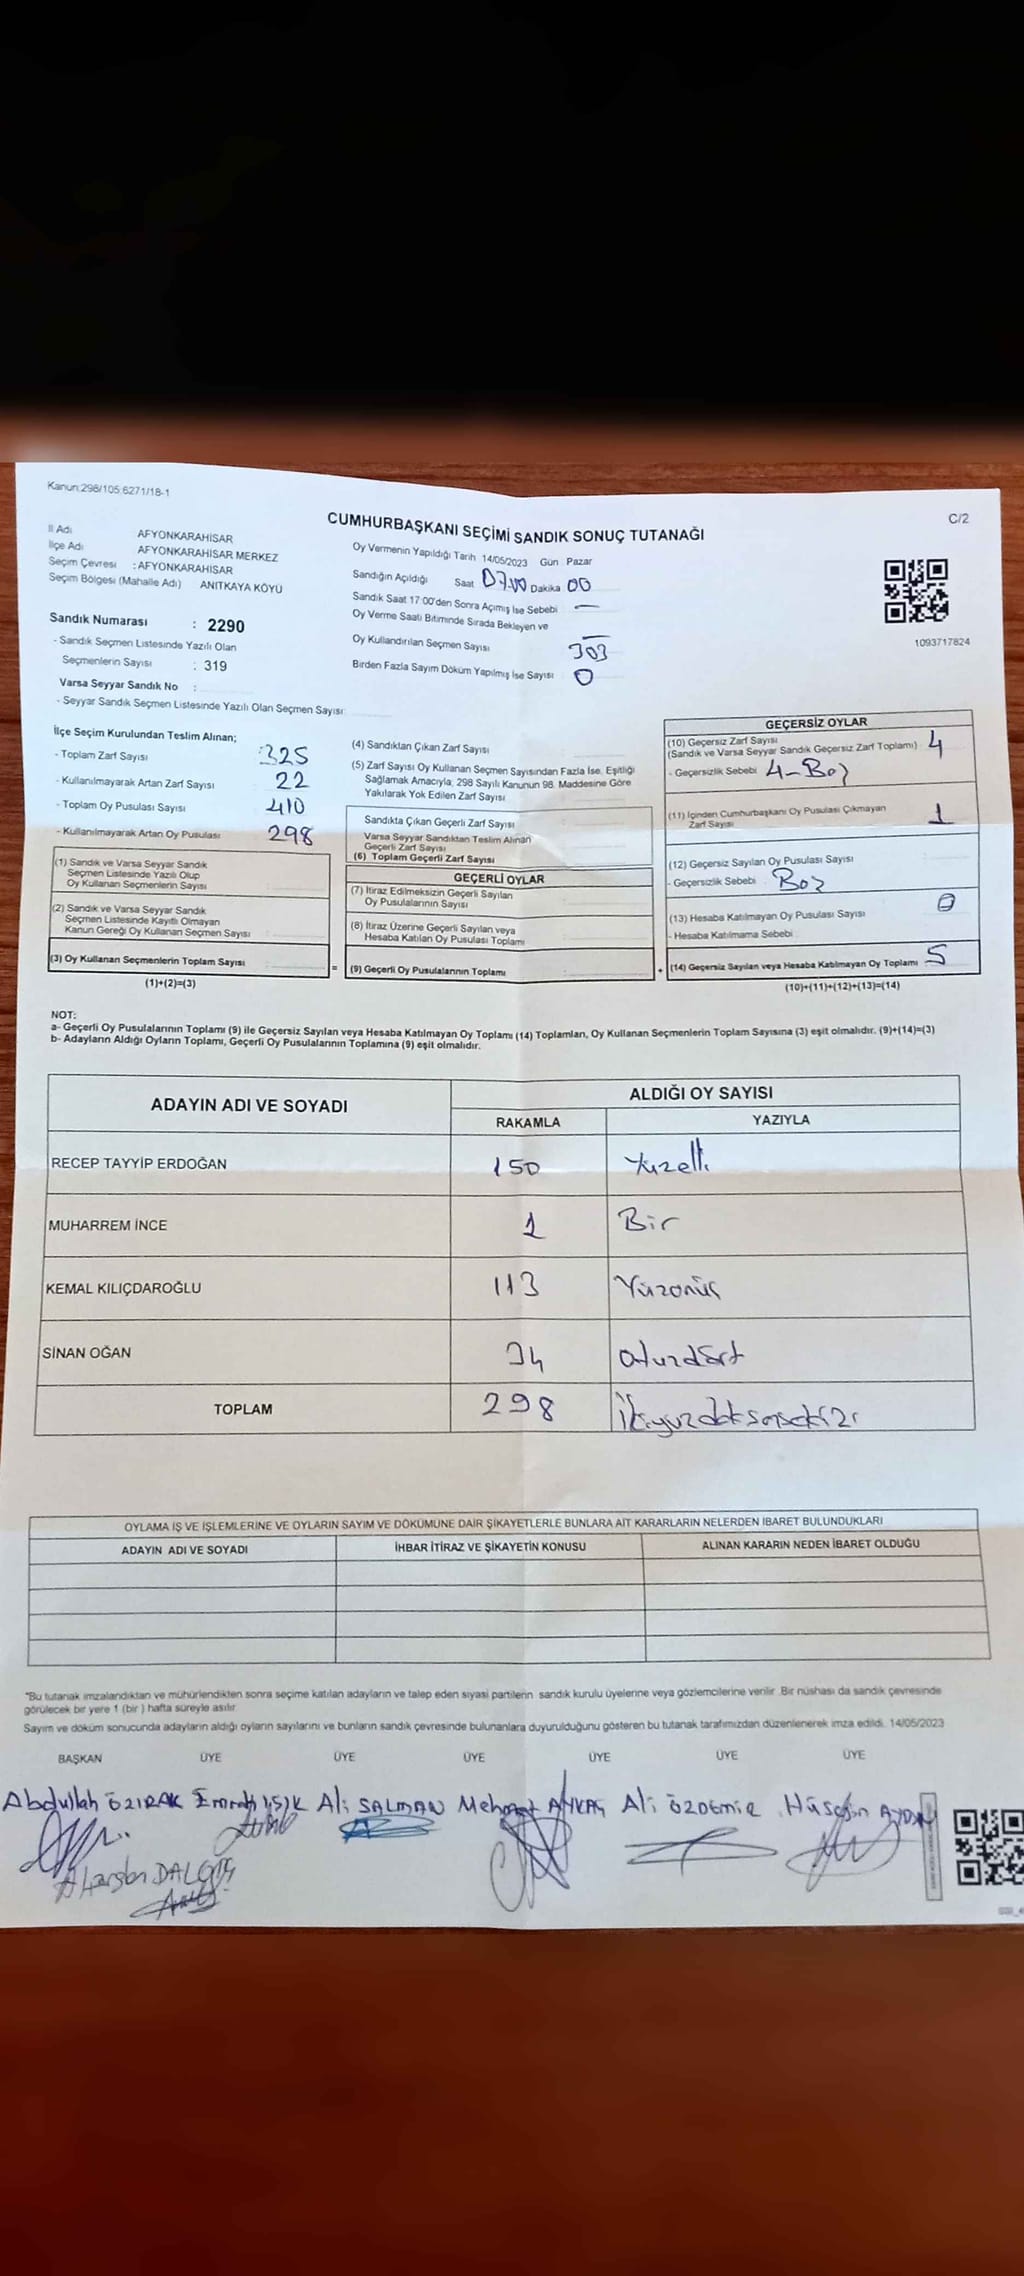 Kanun:298/105:6271/18-1
C/2
CUMHURBAŞKANI SEÇİMİ SANDIK SONUÇ TUTANAĞI
İl Adı AFYONKARAHİSAR
İlçe Adı AFYONKARAHİSAR MERKEZ
Seçim Çevresi : AFYONKARAHİSAR
Seçim Bölgesi (Mahalle Adı) ANITKAYA KÖYÜ
Sandık Numarası : 2290
- Sandık Seçmen Listesinde Yazılı Olan
Seçmenlerin Sayısı : 319
Varsa Seyyar Sandık No :
- Seyyar Sandık Seçmen Listesinde Yazılı Olan Seçmen Sayısı:
Oy Vermenin Yapıldığı Tarih 14/05/2023 Gün Pazar
Sandığın Açıldığı Saat 07.00 Dakika 00
Sandık Saat 17:00'den Sonra Açımış İse Sebebi —
Oy Verme Saati Bitiminde Sırada Bekleyen ve —
Oy Kullandırılan Seçmen Sayısı 303
Birden Fazla Sayım Döküm Yapılmış İse Sayısı 0
1093717824
İlçe Seçim Kurulundan Teslim Alınan;
- Toplam Zarf Sayısı :325
- Kullanılmayarak Artan Zarf Sayısı 22
- Toplam Oy Pusulası Sayısı 410
- Kullanılmayarak Artan Oy Pusulası 298
(1) Sandık ve Varsa Seyyar Sandık
Seçmen Listesinde Yazılı Olup
Oy Kullanan Seçmenlerin Sayısı
(2) Sandık ve Varsa Seyyar Sandık
Seçmen Listesinde Kayıtlı Olmayan
Kanun Gereği Oy Kullanan Seçmen Sayısı
(3) Oy Kullanan Seçmenlerin Toplam Sayısı
(1)+(2)=(3)
=
(4) Sandıktan Çıkan Zarf Sayısı
(5) Zarf Sayısı Oy Kullanan Seçmen Sayısından Fazla İse, Eşitliği
Sağlamak Amacıyla; 298 Sayılı Kanunun 98. Maddesine Göre
Yakılarak Yok Edilen Zarf Sayısı
Sandıkta Çıkan Geçerli Zarf Sayısı
Varsa Seyyar Sandıktan Teslim Alınan
Geçerli Zarf Sayısı
(6) Toplam Geçerli Zarf Sayısı
GEÇERLİ OYLAR
(7) İtiraz Edilmeksizin Geçerli Sayılan
Oy Pusulalarının Sayısı
(8) İtiraz Üzerine Geçerli Sayılan veya
Hesaba Katılan Oy Pusulası Toplamı
(9) Geçerli Oy Pusulalarının Toplamı
+
GEÇERSİZ OYLAR
(10) Geçersiz Zarf Sayısı
(Sandık ve Varsa Seyyar Sandık Geçersiz Zarf Toplamı) 4
- Geçersizlik Sebebi 4-Boş
(11) İçinden Cumhurbaşkanı Oy Pusulası Çıkmayan
Zarf Sayısı 1
(12) Geçersiz Sayılan Oy Pusulası Sayısı
- Geçersizlik Sebebi Boş
(13) Hesaba Katılmayan Oy Pusulası Sayısı 0
- Hesaba Katılmama Sebebi
(14) Geçersiz Sayılan veya Hesaba Katılmayan Oy Toplamı 5
(10)+(11)+(12)+(13)=(14)
NOT:
a- Geçerli Oy Pusulalarının Toplamı (9) ile Geçersiz Sayılan veya Hesaba Katılmayan Oy Toplamı (14) Toplamları, Oy Kullanan Seçmenlerin Toplam Sayısına (3) eşit olmalıdır. (9)+(14)=(3)
b- Adayların Aldığı Oyların Toplamı, Geçerli Oy Pusulalarının Toplamına (9) eşit olmalıdır.
ADAYIN ADI VE SOYADI
ALDIĞI OY SAYISI
RAKAMLA YAZIYLA
RECEP TAYYİP ERDOĞAN 150 Yüzelli
MUHARREM İNCE 1 Bir
KEMAL KILIÇDAROĞLU 113 Yüzonüç
SİNAN OĞAN 34 Otuzdört
TOPLAM 298 İkiyüzdoksansekiz
OYLAMA İŞ VE İŞLEMLERİNE VE OYLARIN SAYIM VE DÖKÜMÜNE DAİR ŞİKAYETLERLE BUNLARA AİT KARARLARIN NELERDEN İBARET BULUNDUKLARI
ADAYIN ADI VE SOYADI İHBAR İTİRAZ VE ŞİKAYETİN KONUSU ALINAN KARARIN NEDEN İBARET OLDUĞU
"Bu tutanak imzalandıktan ve mühürlendikten sonra seçime katılan adayların ve talep eden siyasi partilerin sandık kurulu üyelerine veya gözlemcilerine verilir. Bir nüshası da sandık çevresinde
görülecek bir yere 1 (bir ) hafta süreyle asılır.
Sayım ve döküm sonucunda adayların aldığı oyların sayılarını ve bunların sandık çevresinde bulunanlara duyurulduğunu gösteren bu tutanak tarafımızdan düzenlenerek imza edildi. 14/05/2023
BAŞKAN ÜYE ÜYE ÜYE ÜYE ÜYE ÜYE
Abdullah ÖZIRAK Emrah IŞIK Ali SALMAN Mehmet AYKAÇ Ali ÖZDEMİR Hüseyin AYDIN
Alarslan DALGIÇ